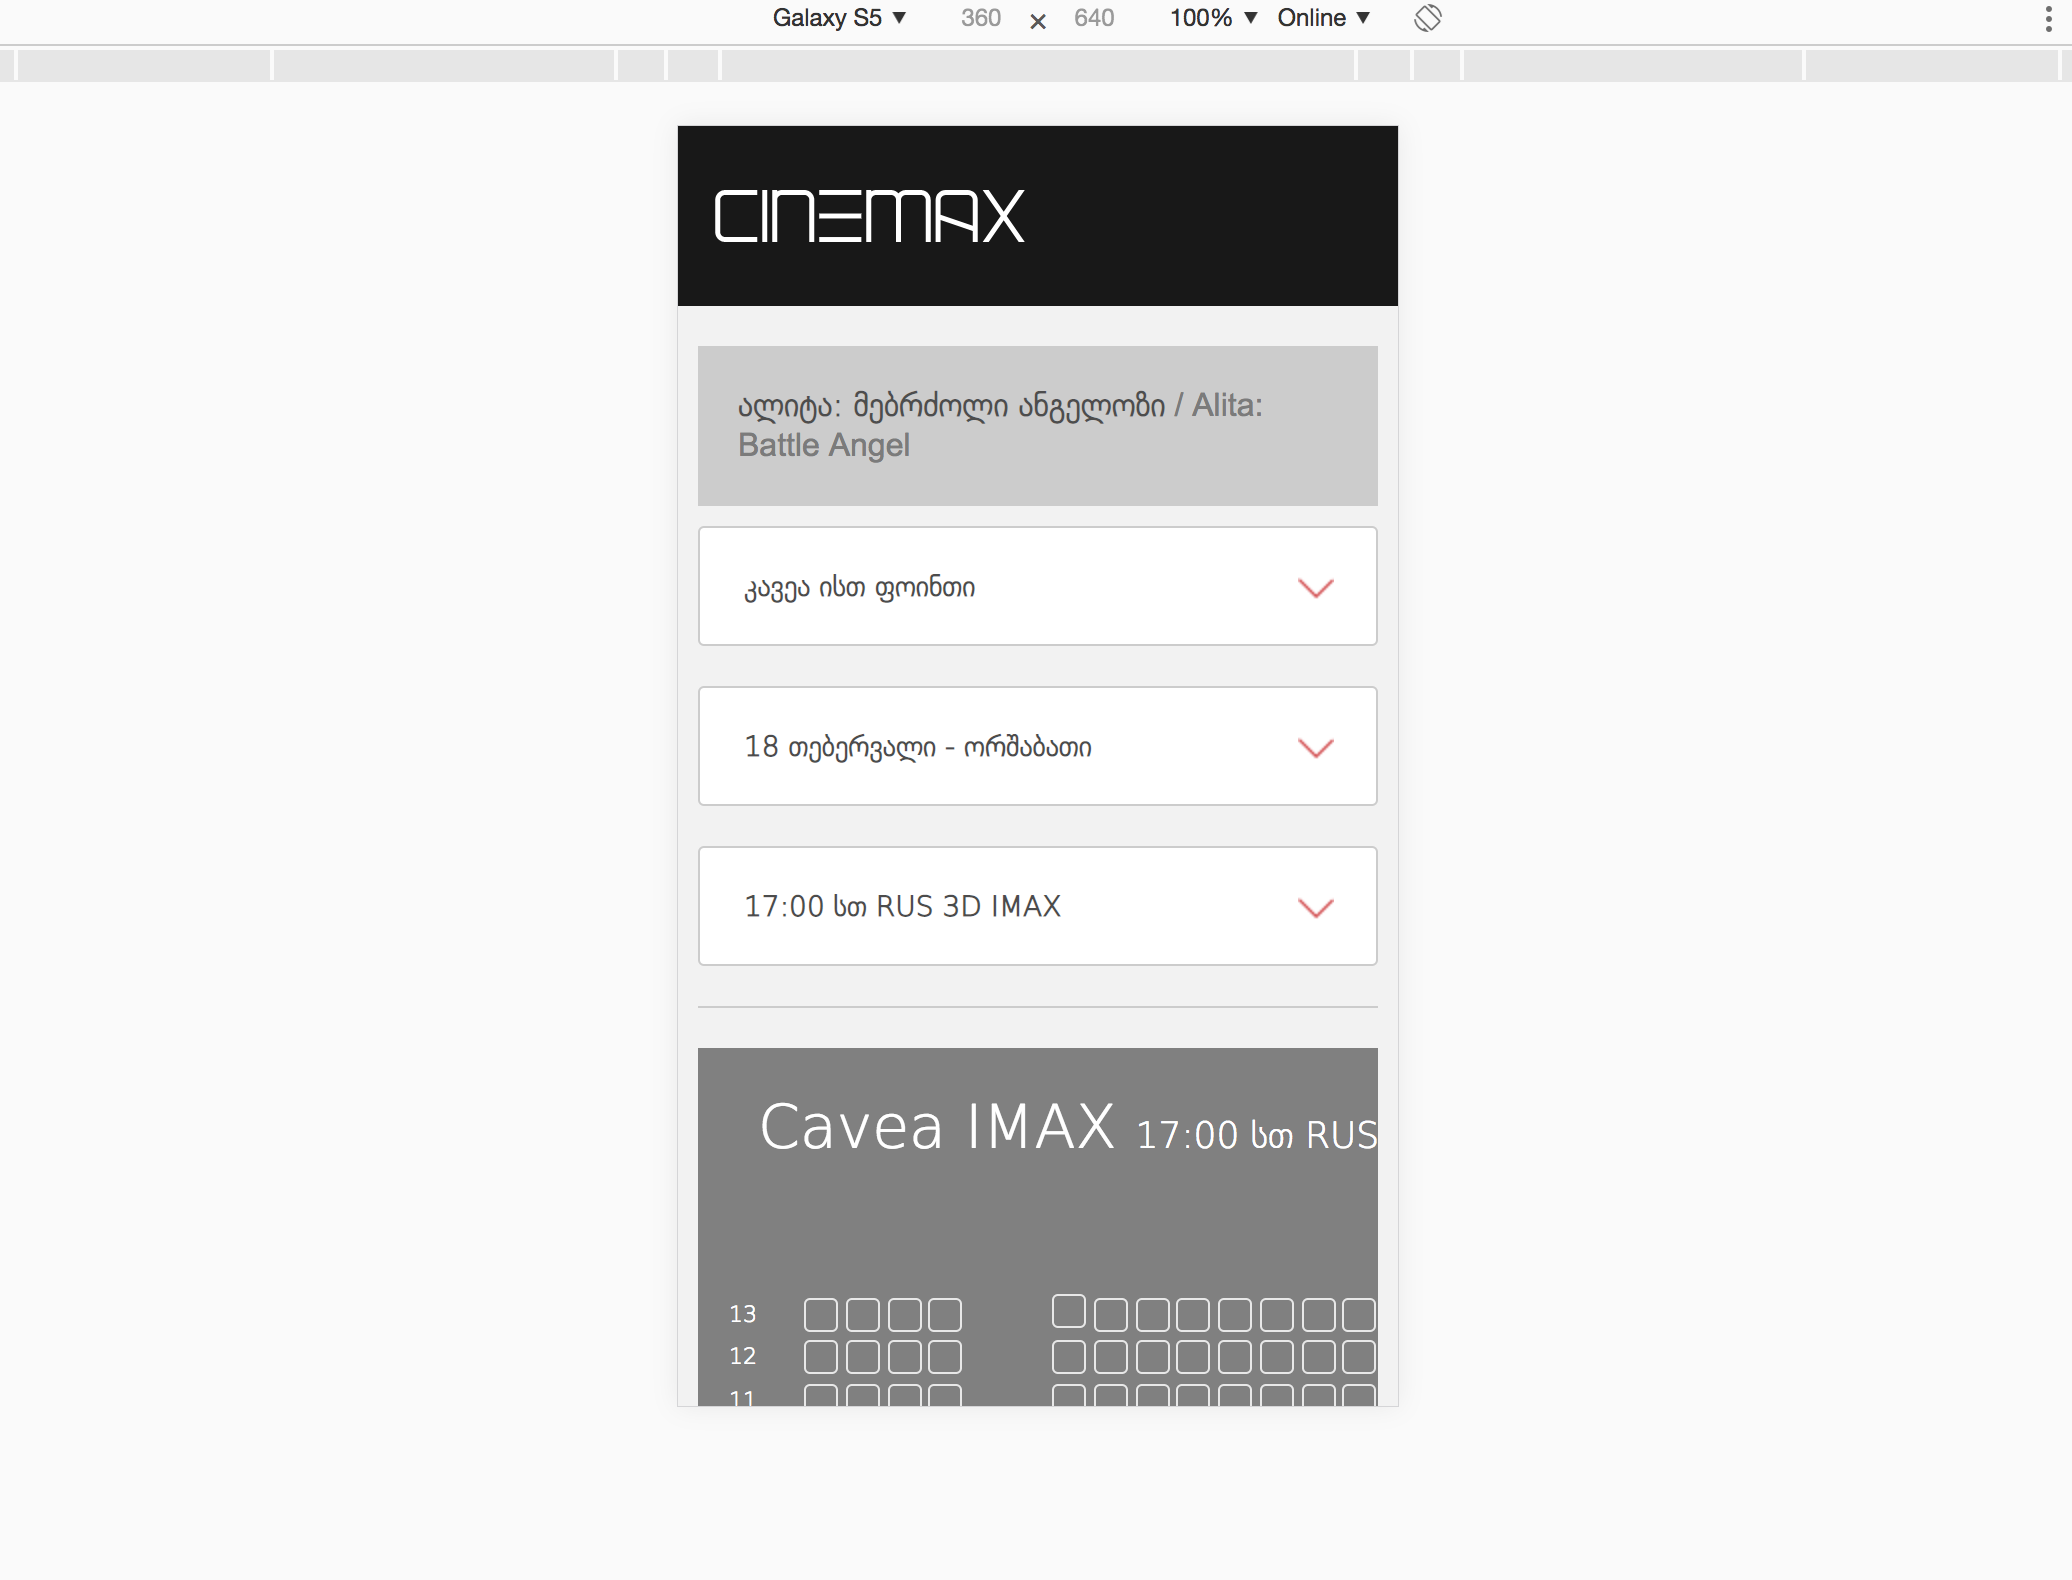 Galaxy S5 ▼ 360 × 640 100% ▼ Online ▼
CINEMAX
ალიტა: მებრძოლი ანგელოზი / Alita:
Battle Angel
კავეა ისთ ფოინთი
18 თებერვალი - ორშაბათი
17:00 სთ RUS 3D IMAX
Cavea IMAX 17:00 სთ RUS
13
12
11